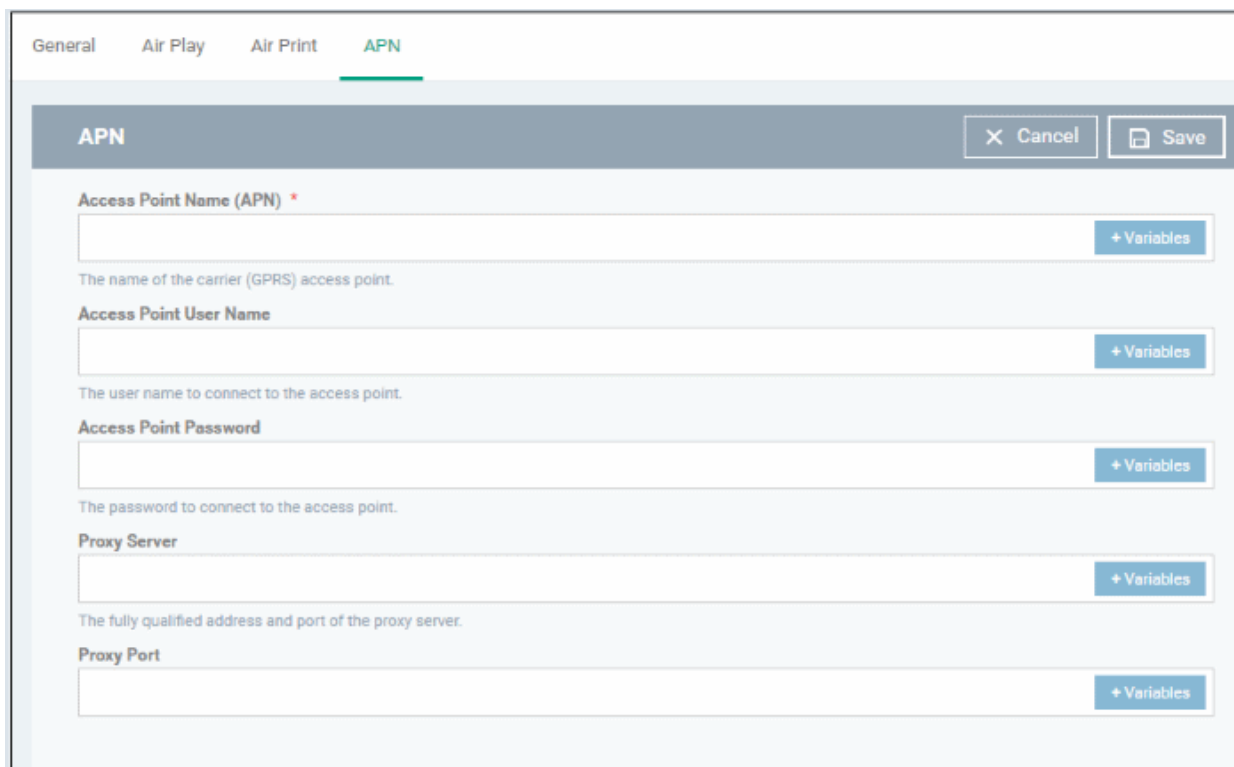 General Air Play Air Print APN
APN
Cancel Save
Access Point Name (APN) *
+ Variables
The name of the carrier (GPRS) access point.
Access Point User Name
+ Variables
The user name to connect to the access point.
Access Point Password
+ Variables
The password to connect to the access point.
Proxy Server
+ Variables
The fully qualified address and port of the proxy server.
Proxy Port
+ Variables